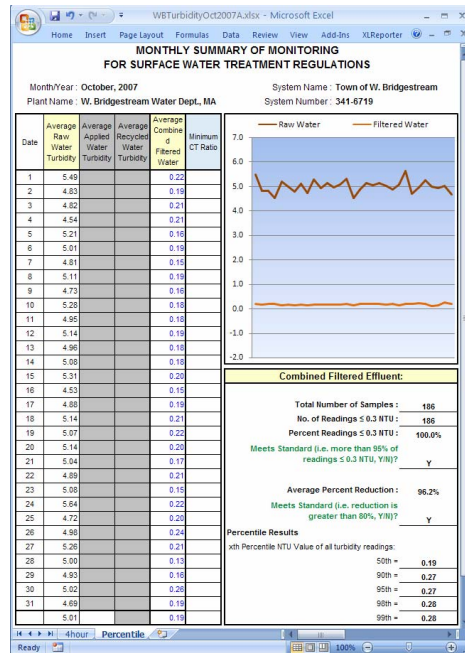 WBTurbidityOct2007A.xlsx - Microsoft Excel
Home Insert Page Layout Formulas Data Review View Add-Ins XLReporter
MONTHLY SUMMARY OF MONITORING
FOR SURFACE WATER TREATMENT REGULATIONS
Month/Year : October, 2007 System Name : Town of W. Bridgestream
Plant Name : W. Bridgestream Water Dept., MA System Number : 341-6719
Date Average Raw Water Turbidity Average Applied Water Turbidity Average Recycled Water Turbidity Average Combine d Filtered Water Minimum CT Ratio
1 5.49 0.22
2 4.83 0.19
3 4.82 0.21
4 4.54 0.21
5 5.21 0.16
6 5.01 0.19
7 4.81 0.15
8 5.11 0.19
9 4.73 0.16
10 5.28 0.18
11 4.95 0.18
12 5.14 0.19
13 4.96 0.18
14 5.08 0.18
15 5.31 0.20
16 4.53 0.15
17 4.88 0.19
18 5.14 0.21
19 5.07 0.22
20 5.14 0.20
21 5.04 0.17
22 4.89 0.21
23 5.08 0.15
24 5.64 0.22
25 4.72 0.20
26 4.98 0.24
27 5.26 0.21
28 5.00 0.13
29 4.93 0.16
30 5.02 0.26
31 4.69 0.19
5.01 0.19
Raw Water Filtered Water
7.0
6.0
5.0
4.0
3.0
2.0
1.0
0.0
-1.0
-2.0
Combined Filtered Effluent:
Total Number of Samples : 186
No. of Readings ≤ 0.3 NTU : 186
Percent Readings ≤ 0.3 NTU : 100.0%
Meets Standard (i.e. more than 95% of
readings ≤ 0.3 NTU, Y/N)? Y
Average Percent Reduction : 96.2%
Meets Standard (i.e. reduction is
greater than 80%, Y/N)? Y
Percentile Results
xth Percentile NTU Value of all turbidity readings:
50th = 0.19
90th = 0.27
95th = 0.27
98th = 0.28
99th = 0.28
4hour Percentile
Ready 100%